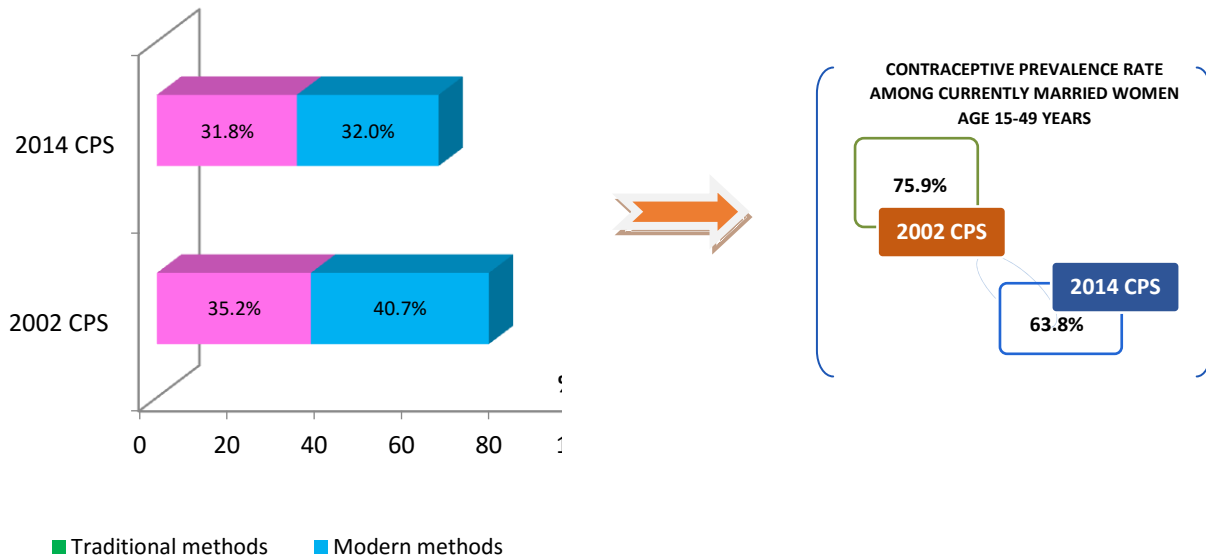 2014 CPS
31.8%
32.0%
2002 CPS
35.2%
40.7%
0
20
40
60
80
Traditional methods
Modern methods
CONTRACEPTIVE PREVALENCE RATE
AMONG CURRENTLY MARRIED WOMEN
AGE 15-49 YEARS
75.9%
2002 CPS
2014 CPS
63.8%